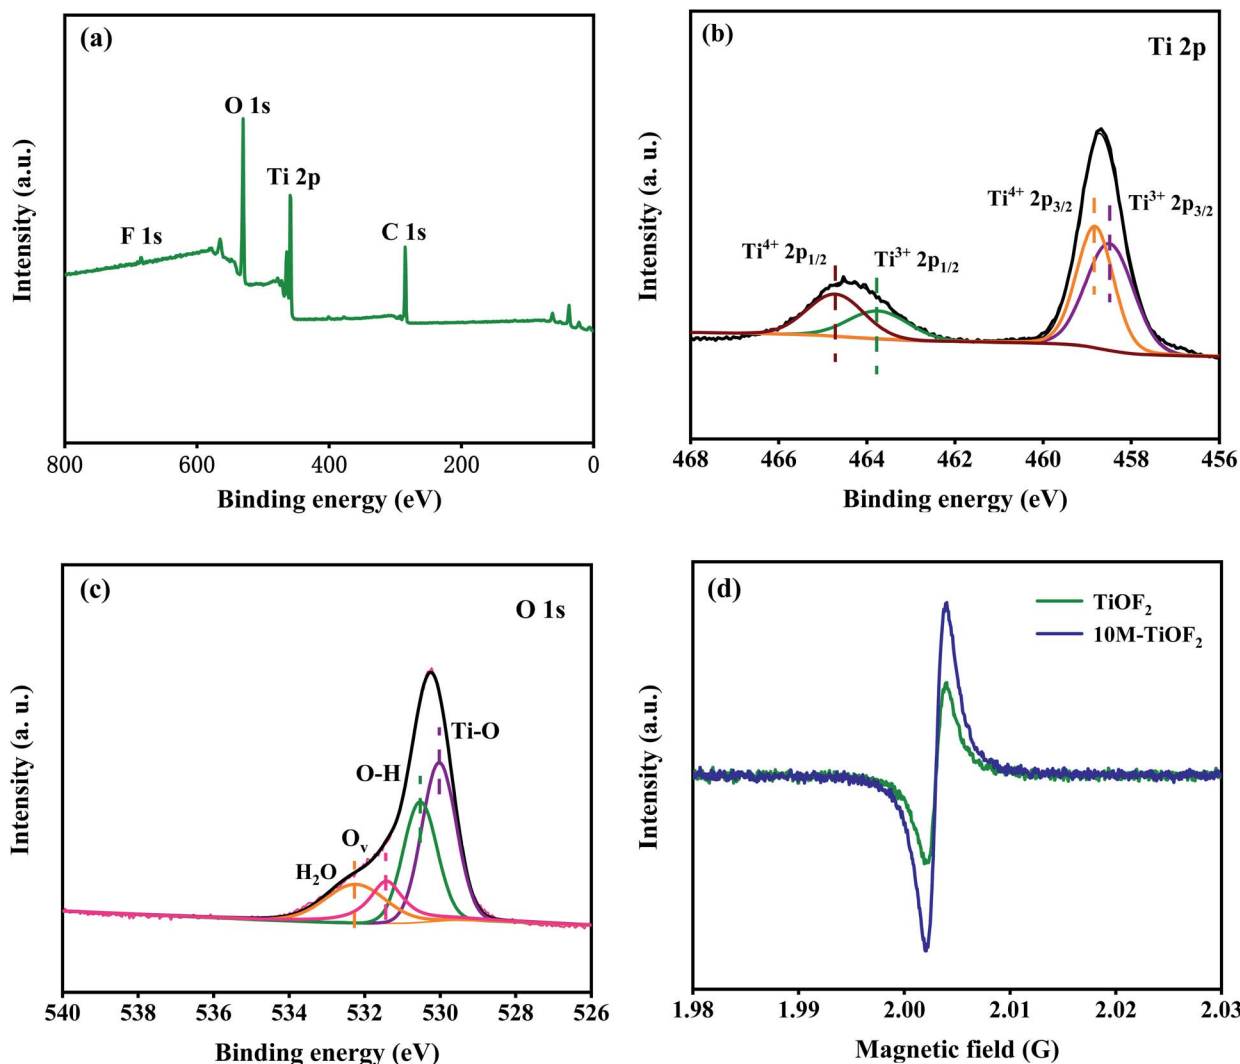 (a)
O 1s
Ti 2p
F 1s
C 1s
Intensity (a.u.)
800 600 400 200 0
Binding energy (eV)
(b)
Ti 2p
Ti⁴⁺ 2p₃/₂
Ti³⁺ 2p₃/₂
Ti⁴⁺ 2p₁/₂
Ti³⁺ 2p₁/₂
Intensity (a. u.)
468 466 464 462 460 458 456
Binding energy (eV)
(c)
O 1s
Ti-O
O-H
Oᵥ
H₂O
Intensity (a. u.)
540 536 534 532 530 528 526
Binding energy (eV)
(d)
TiOF₂
10M-TiOF₂
Intensity (a.u.)
1.98 1.99 2.00 2.01 2.02 2.03
Magnetic field (G)